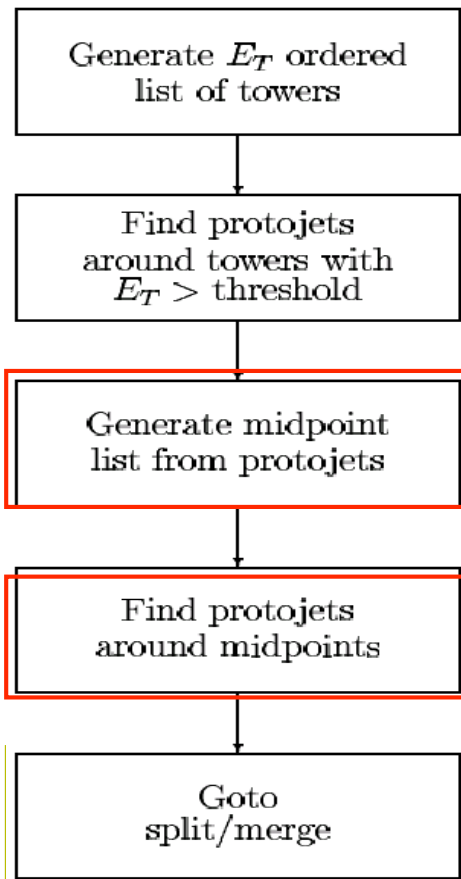 Generate E_T ordered
list of towers
Find protojets
around towers with
E_T > threshold
Generate midpoint
list from protojets
Find protojets
around midpoints
Goto
split/merge